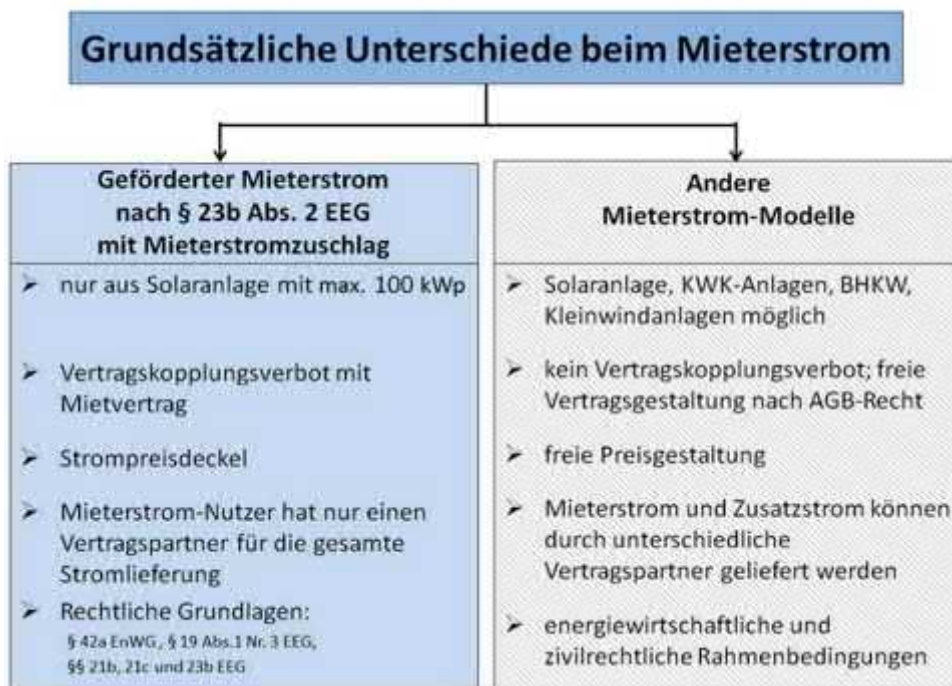 Grundsätzliche Unterschiede beim Mieterstrom
Geförderter Mieterstrom
nach § 23b Abs. 2 EEG
mit Mieterstromzuschlag
➢ nur aus Solaranlage mit max. 100 kWp
➢ Vertragskopplungsverbot mit
Mietvertrag
➢ Strompreisdeckel
➢ Mieterstrom-Nutzer hat nur einen
Vertragspartner für die gesamte
Stromlieferung
➢ Rechtliche Grundlagen:
§ 42a EnWG, § 19 Abs.1 Nr. 3 EEG,
§§ 21b, 21c und 23b EEG
Andere
Mieterstrom-Modelle
➢ Solaranlage, KWK-Anlagen, BHKW,
Kleinwindanlagen möglich
➢ kein Vertragskopplungsverbot; freie
Vertragsgestaltung nach AGB-Recht
➢ freie Preisgestaltung
➢ Mieterstrom und Zusatzstrom können
durch unterschiedliche
Vertragspartner geliefert werden
➢ energiewirtschaftliche und
zivilrechtliche Rahmenbedingungen